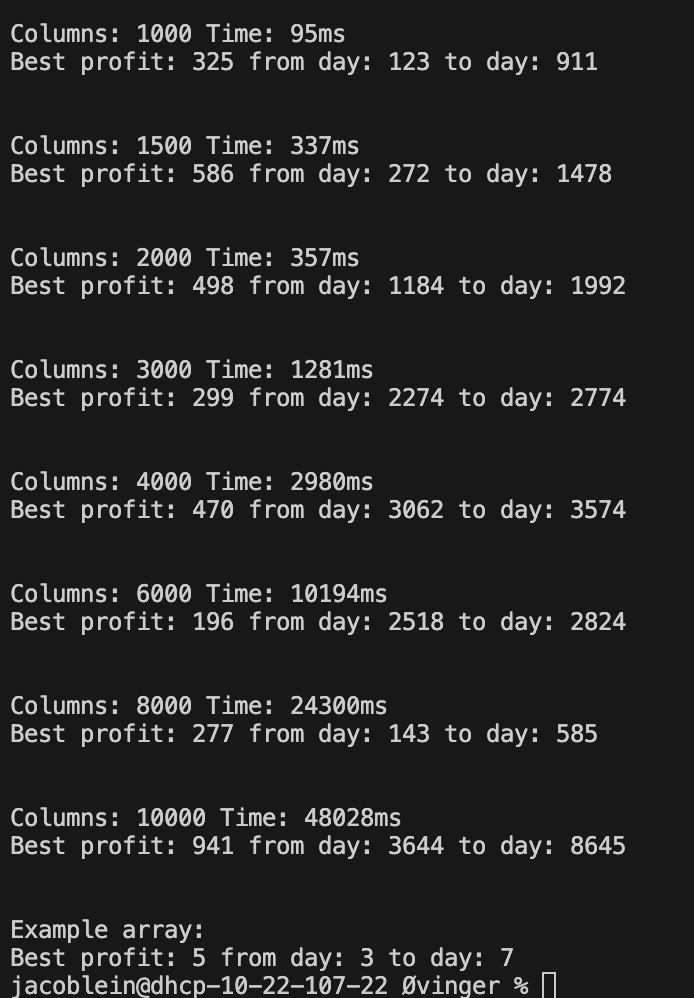 Columns: 1000 Time: 95ms
Best profit: 325 from day: 123 to day: 911
Columns: 1500 Time: 337ms
Best profit: 586 from day: 272 to day: 1478
Columns: 2000 Time: 357ms
Best profit: 498 from day: 1184 to day: 1992
Columns: 3000 Time: 1281ms
Best profit: 299 from day: 2274 to day: 2774
Columns: 4000 Time: 2980ms
Best profit: 470 from day: 3062 to day: 3574
Columns: 6000 Time: 10194ms
Best profit: 196 from day: 2518 to day: 2824
Columns: 8000 Time: 24300ms
Best profit: 277 from day: 143 to day: 585
Columns: 10000 Time: 48028ms
Best profit: 941 from day: 3644 to day: 8645
Example array:
Best profit: 5 from day: 3 to day: 7
jacoblein@dhcp-10-22-107-22 Øvinger %